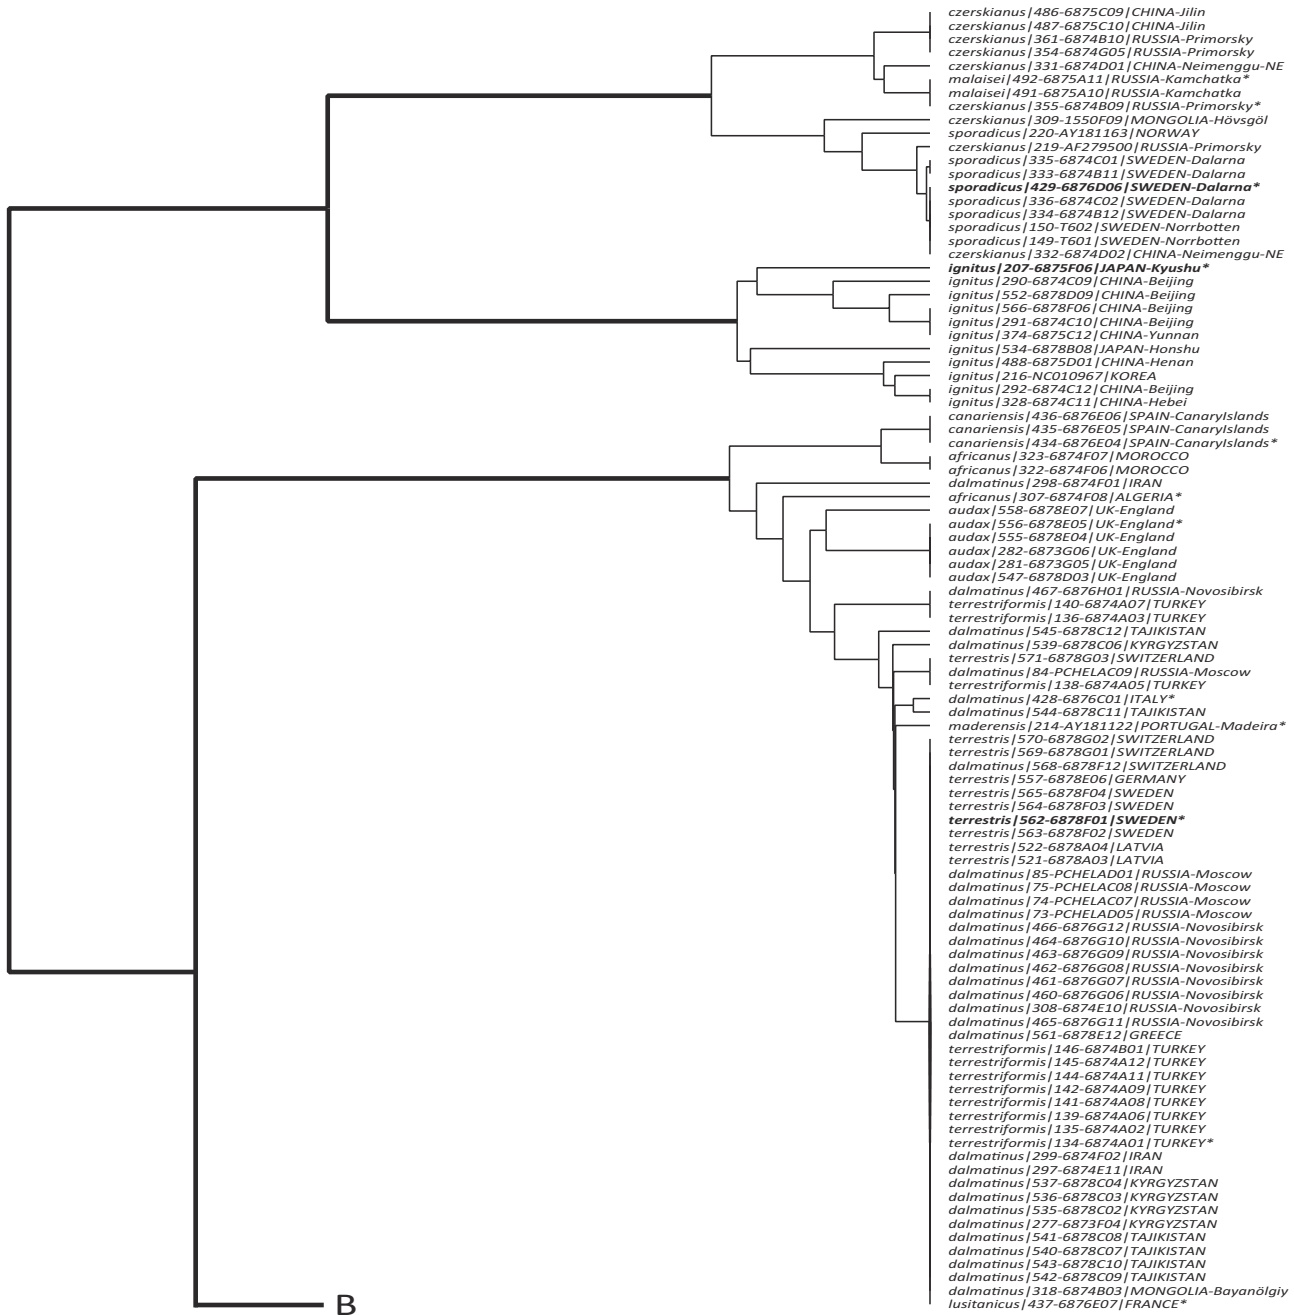 czerskianus|486-6875C09|CHINA-Jilin
czerskianus|487-6875C10|CHINA-Jilin
czerskianus|361-6874B10|RUSSIA-Primorsky
czerskianus|354-6874G05|RUSSIA-Primorsky
czerskianus|331-6874D01|CHINA-Neimenggu-NE
malaisei|492-6875A11|RUSSIA-Kamchatka*
malaisei|491-6875A10|RUSSIA-Kamchatka
czerskianus|355-6874B09|RUSSIA-Primorsky*
czerskianus|309-1550F09|MONGOLIA-Hövsgöl
sporadicus|220-AY181163|NORWAY
czerskianus|219-AF279500|RUSSIA-Primorsky
sporadicus|335-6874C01|SWEDEN-Dalarna
sporadicus|333-6874B11|SWEDEN-Dalarna
sporadicus|429-6876D06|SWEDEN-Dalarna*
sporadicus|336-6874C02|SWEDEN-Dalarna
sporadicus|334-6874B12|SWEDEN-Dalarna
sporadicus|150-T602|SWEDEN-Norrbotten
sporadicus|149-T601|SWEDEN-Norrbotten
czerskianus|332-6874D02|CHINA-Neimenggu-NE
ignitus|207-6875F06|JAPAN-Kyushu*
ignitus|290-6874C09|CHINA-Beijing
ignitus|552-6878D09|CHINA-Beijing
ignitus|566-6878F06|CHINA-Beijing
ignitus|291-6874C10|CHINA-Beijing
ignitus|374-6875C12|CHINA-Yunnan
ignitus|534-6878B08|JAPAN-Honshu
ignitus|488-6875D01|CHINA-Henan
ignitus|216-NC010967|KOREA
ignitus|292-6874C12|CHINA-Beijing
ignitus|328-6874C11|CHINA-Hebei
canariensis|436-6876E06|SPAIN-CanaryIslands
canariensis|435-6876E05|SPAIN-CanaryIslands
canariensis|434-6876E04|SPAIN-CanaryIslands*
africanus|323-6874F07|MOROCCO
africanus|322-6874F06|MOROCCO
dalmatinus|298-6874F01|IRAN
africanus|307-6874F08|ALGERIA*
audax|558-6878E07|UK-England
audax|556-6878E05|UK-England*
audax|555-6878E04|UK-England
audax|282-6873G06|UK-England
audax|281-6873G05|UK-England
audax|547-6878D03|UK-England
dalmatinus|467-6876H01|RUSSIA-Novosibirsk
terrestriformis|140-6874A07|TURKEY
terrestriformis|136-6874A03|TURKEY
dalmatinus|545-6878C12|TAJIKISTAN
dalmatinus|539-6878C06|KYRGYZSTAN
terrestris|571-6878G03|SWITZERLAND
dalmatinus|84-PCHELAC09|RUSSIA-Moscow
terrestriformis|138-6874A05|TURKEY
dalmatinus|428-6876C01|ITALY*
dalmatinus|544-6878C11|TAJIKISTAN
maderensis|214-AY181122|PORTUGAL-Madeira*
terrestris|570-6878G02|SWITZERLAND
terrestris|569-6878G01|SWITZERLAND
dalmatinus|568-6878F12|SWITZERLAND
terrestris|557-6878E06|GERMANY
terrestris|565-6878F04|SWEDEN
terrestris|564-6878F03|SWEDEN
terrestris|562-6878F01|SWEDEN*
terrestris|563-6878F02|SWEDEN
terrestris|522-6878A04|LATVIA
terrestris|521-6878A03|LATVIA
dalmatinus|85-PCHELAD01|RUSSIA-Moscow
dalmatinus|75-PCHELAC08|RUSSIA-Moscow
dalmatinus|74-PCHELAC07|RUSSIA-Moscow
dalmatinus|73-PCHELAD05|RUSSIA-Moscow
dalmatinus|466-6876G12|RUSSIA-Novosibirsk
dalmatinus|464-6876G10|RUSSIA-Novosibirsk
dalmatinus|463-6876G09|RUSSIA-Novosibirsk
dalmatinus|462-6876G08|RUSSIA-Novosibirsk
dalmatinus|461-6876G07|RUSSIA-Novosibirsk
dalmatinus|460-6876G06|RUSSIA-Novosibirsk
dalmatinus|308-6874E10|RUSSIA-Novosibirsk
dalmatinus|465-6876G11|RUSSIA-Novosibirsk
dalmatinus|561-6878E12|GREECE
terrestriformis|146-6874B01|TURKEY
terrestriformis|145-6874A12|TURKEY
terrestriformis|144-6874A11|TURKEY
terrestriformis|142-6874A09|TURKEY
terrestriformis|141-6874A08|TURKEY
terrestriformis|139-6874A06|TURKEY
terrestriformis|135-6874A02|TURKEY
terrestriformis|134-6874A01|TURKEY*
dalmatinus|299-6874F02|IRAN
dalmatinus|297-6874E11|IRAN
dalmatinus|537-6878C04|KYRGYZSTAN
dalmatinus|536-6878C03|KYRGYZSTAN
dalmatinus|535-6878C02|KYRGYZSTAN
dalmatinus|277-6873F04|KYRGYZSTAN
dalmatinus|541-6878C08|TAJIKISTAN
dalmatinus|540-6878C07|TAJIKISTAN
dalmatinus|543-6878C10|TAJIKISTAN
dalmatinus|542-6878C09|TAJIKISTAN
dalmatinus|318-6874B03|MONGOLIA-Bayanölgiy
lusitanicus|437-6876E07|FRANCE*
B